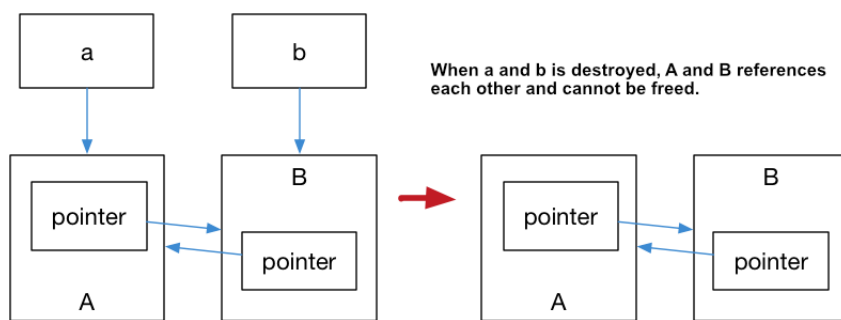 a
b
When a and b is destroyed, A and B references
each other and cannot be freed.
B
B
pointer
pointer
pointer
pointer
A
A